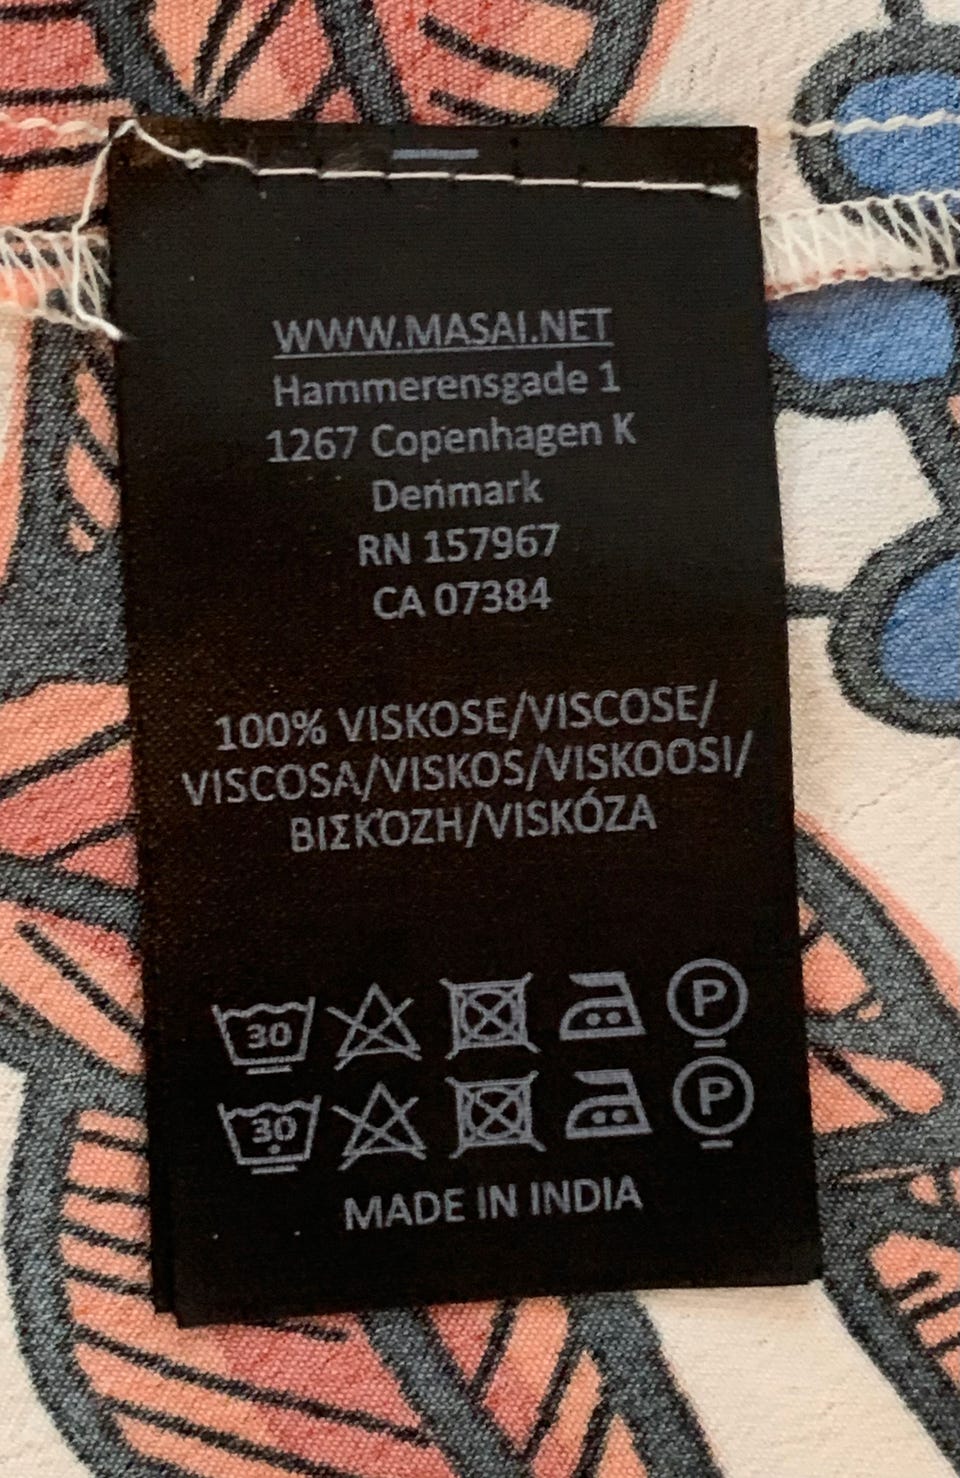 WWW.MASAI.NET
Hammerensgade 1
1267 Copenhagen K
Denmark
RN 157967
CA 07384
100% VISKOSE/VISCOSE/
VISCOSA/VISKOS/VISKOOSI/
ΒΙΣΚΌΖΗ/VISKÓZA
30 P
30 P
MADE IN INDIA